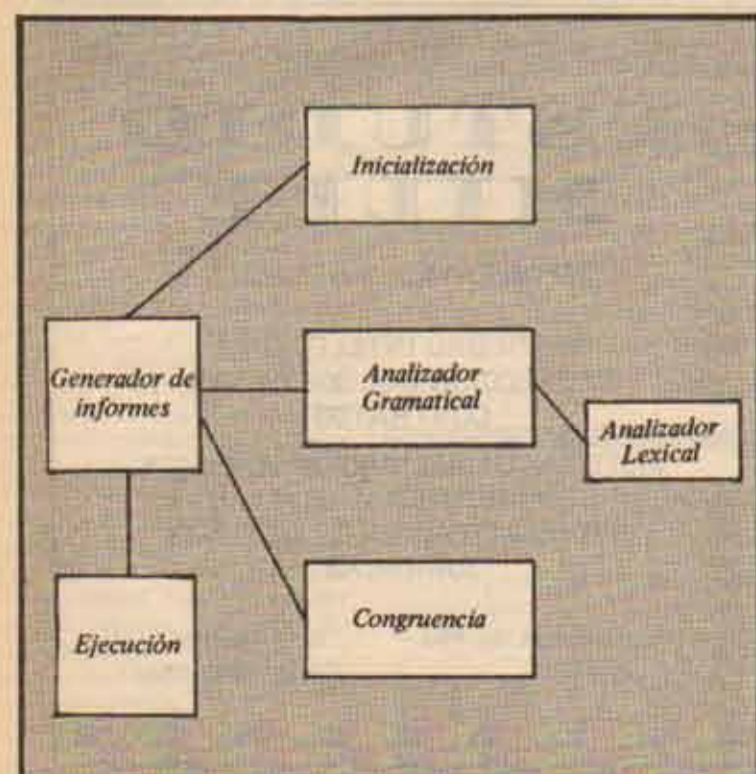 Inicialización
Generador de
informes
Analizador
Gramatical
Analizador
Lexical
Ejecución
Congruencia